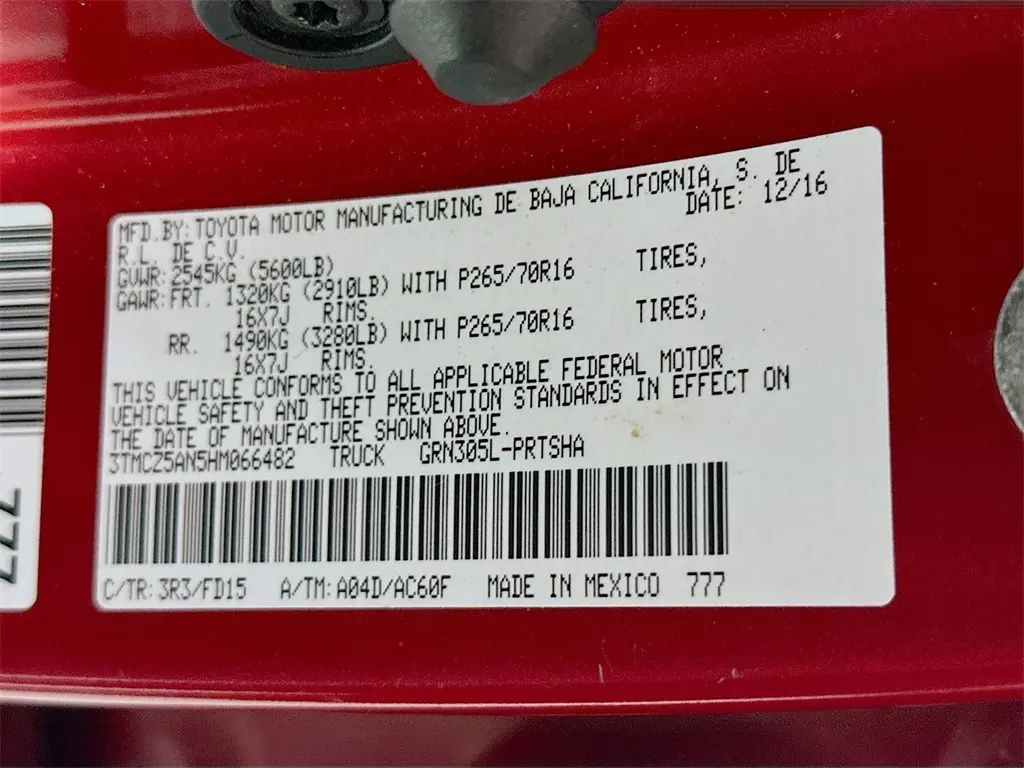 MFD.BY:TOYOTA MOTOR MANUFACTURING DE BAJA CALIFORNIA, S. DE
R.L. DE C.V. DATE: 12/16
GVWR:2545KG (5600LB)
GAWR:FRT. 1320KG (2910LB) WITH P265/70R16 TIRES,
16X7J RIMS.
RR. 1490KG (3280LB) WITH P265/70R16 TIRES,
16X7J RIMS.
THIS VEHICLE CONFORMS TO ALL APPLICABLE FEDERAL MOTOR
VEHICLE SAFETY AND THEFT PREVENTION STANDARDS IN EFFECT ON
THE DATE OF MANUFACTURE SHOWN ABOVE.
3TMCZ5AN5HM066482 TRUCK GRN305L-PRTSHA
C/TR:3R3/FD15 A/TM:A04D/AC60F MADE IN MEXICO 777
777